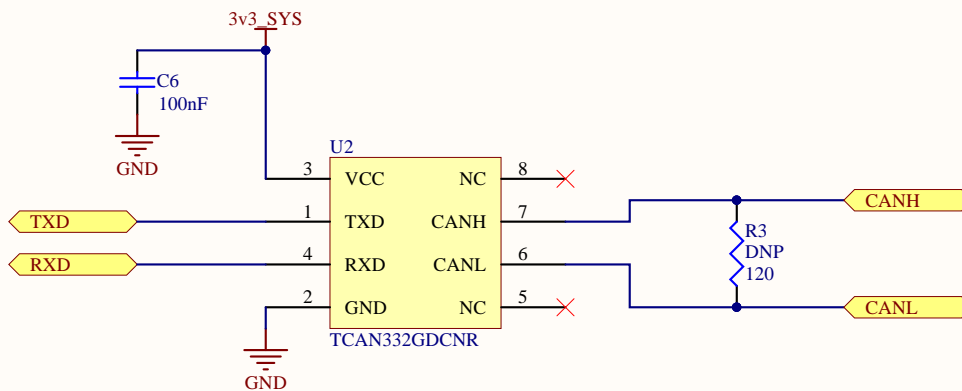 3v3_SYS
C6
100nF
GND
U2
3 VCC NC 8
TXD 1 TXD CANH 7 CANH
RXD 4 RXD CANL 6 CANL
2 GND NC 5
R3
DNP
120
TCAN332GDCNR
GND